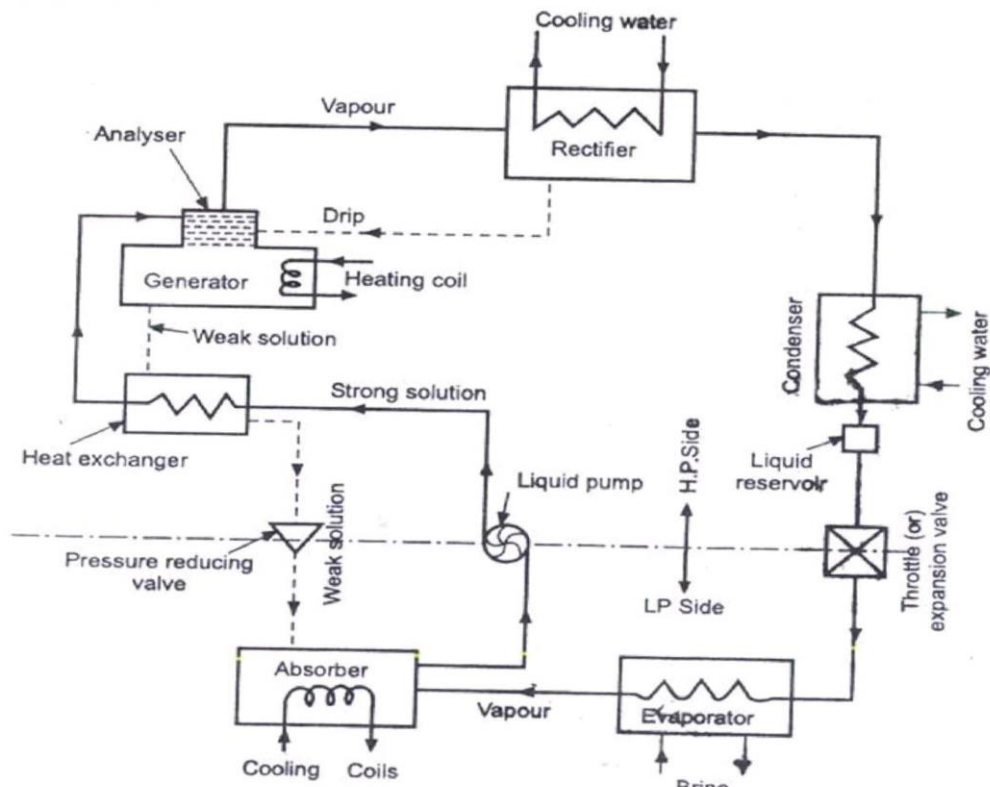 Cooling water
Vapour
Rectifier
Analyser
Drip
Generator
Heating coil
Weak solution
Condenser
Cooling water
Strong solution
Heat exchanger
Liquid
reservoir
H.P.Side
Liquid pump
Pressure reducing
valve
Weak solution
LP Side
Throttle (or)
expansion valve
Absorber
Vapour
Evaporator
Cooling
Coils
Brine